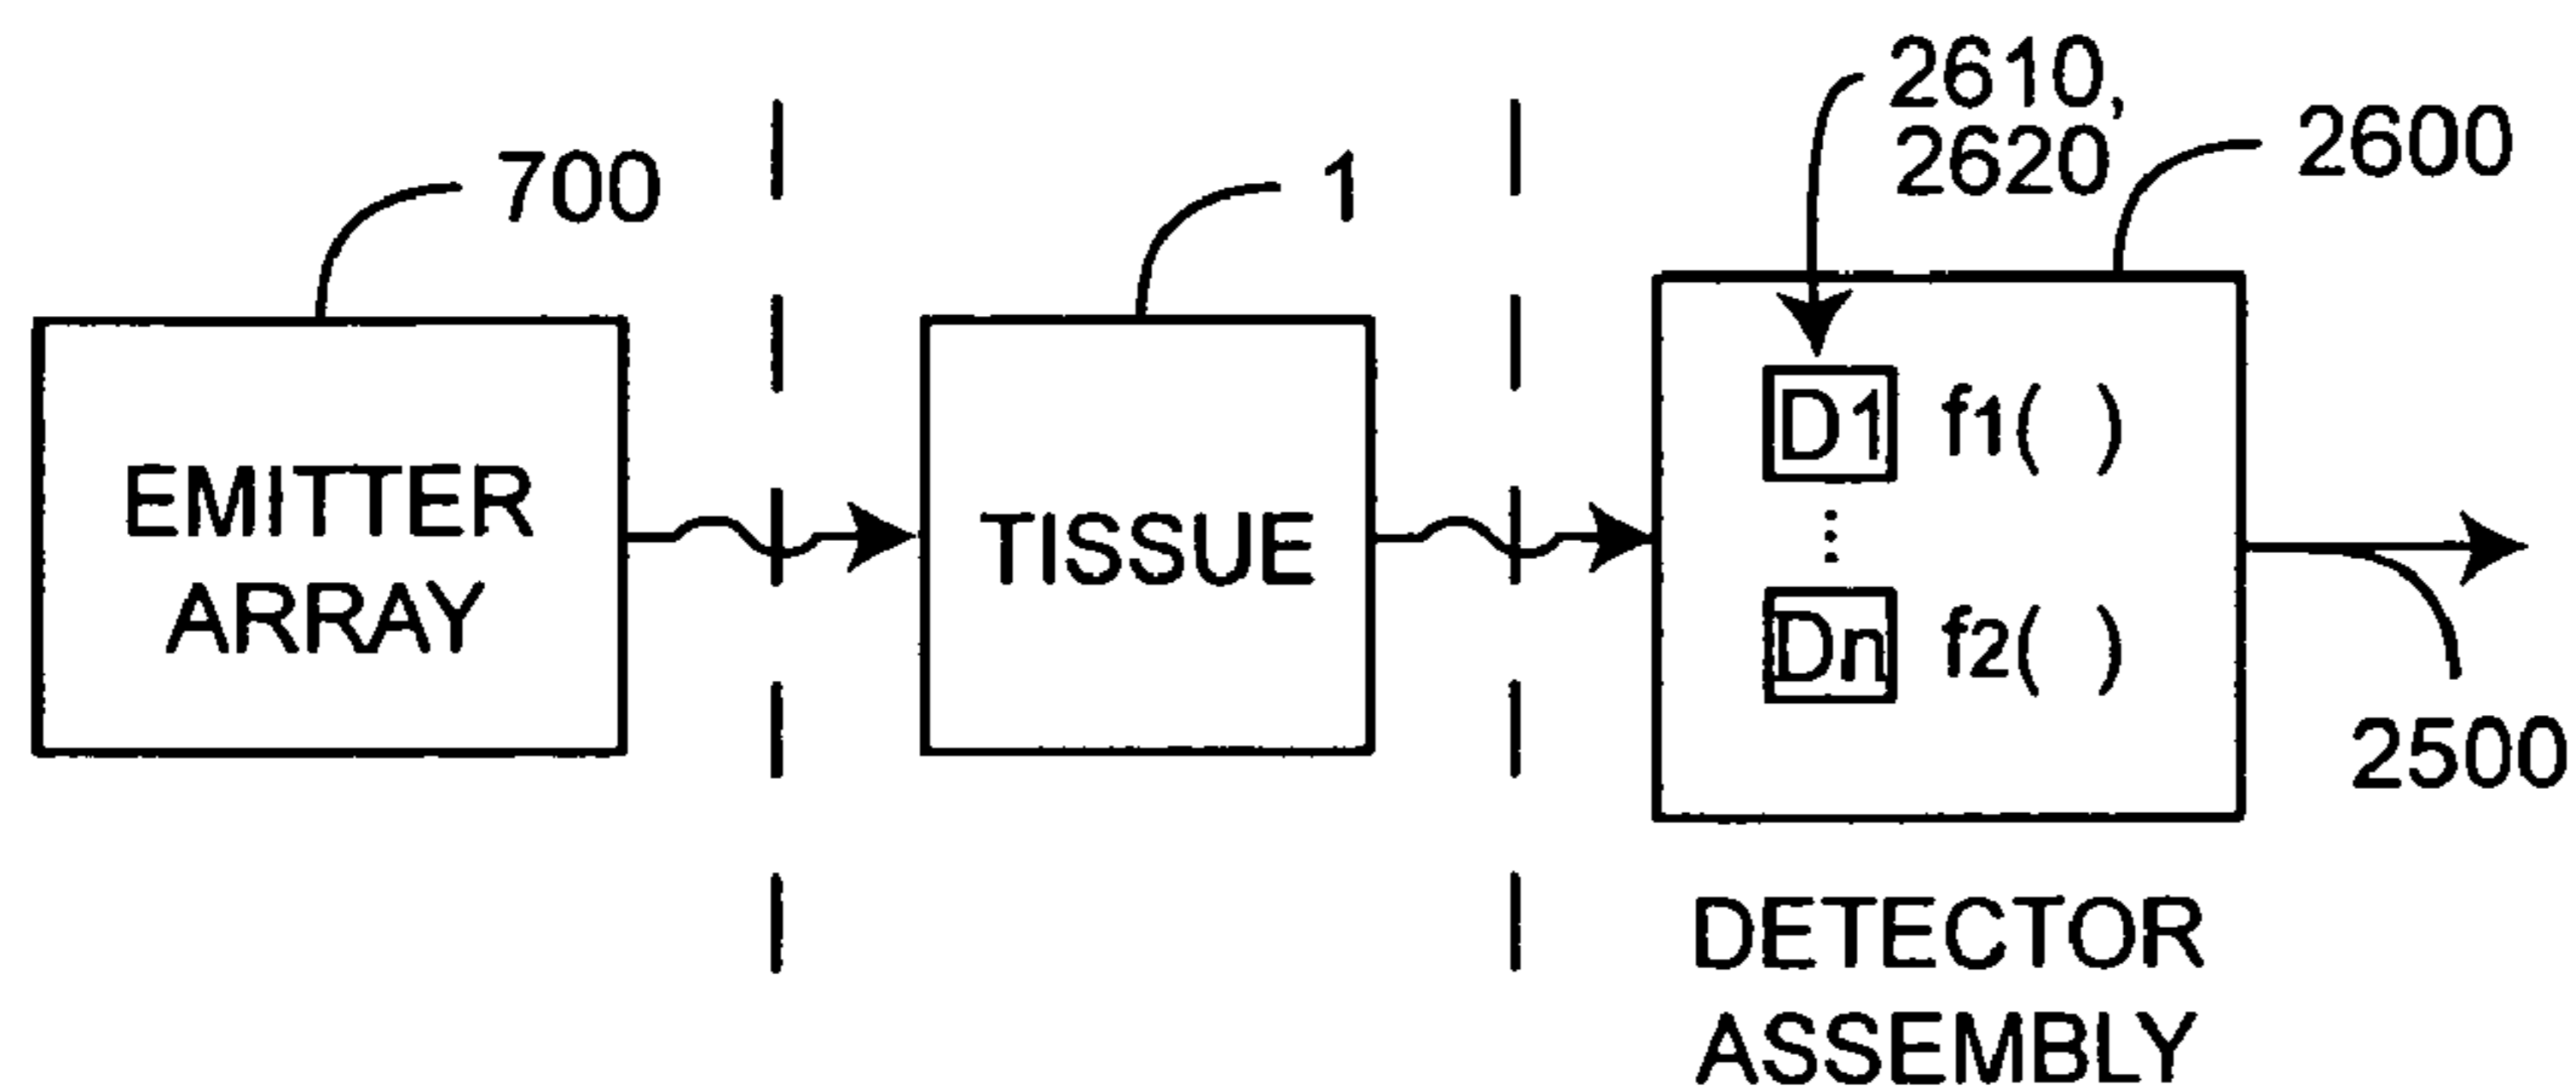 2610,
2620
2600
700
1
EMITTER
ARRAY
TISSUE
D1 f1( )
Dn f2( )
2500
DETECTOR
ASSEMBLY